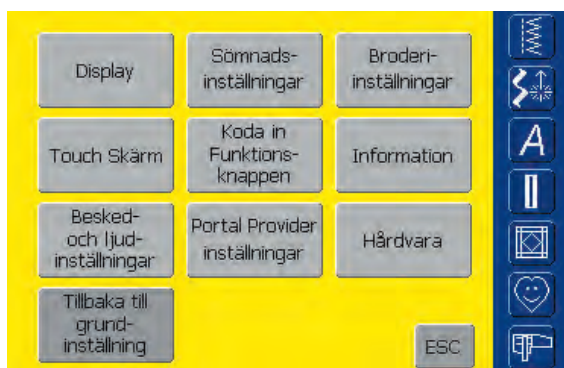 Display
Sömnads-
inställningar
Broderi-
inställningar
Touch Skärm
Koda in
Funktions-
knappen
Information
Besked-
och ljud-
inställningar
Portal Provider
inställningar
Hårdvara
Tillbaka till
grund-
inställning
ESC
A